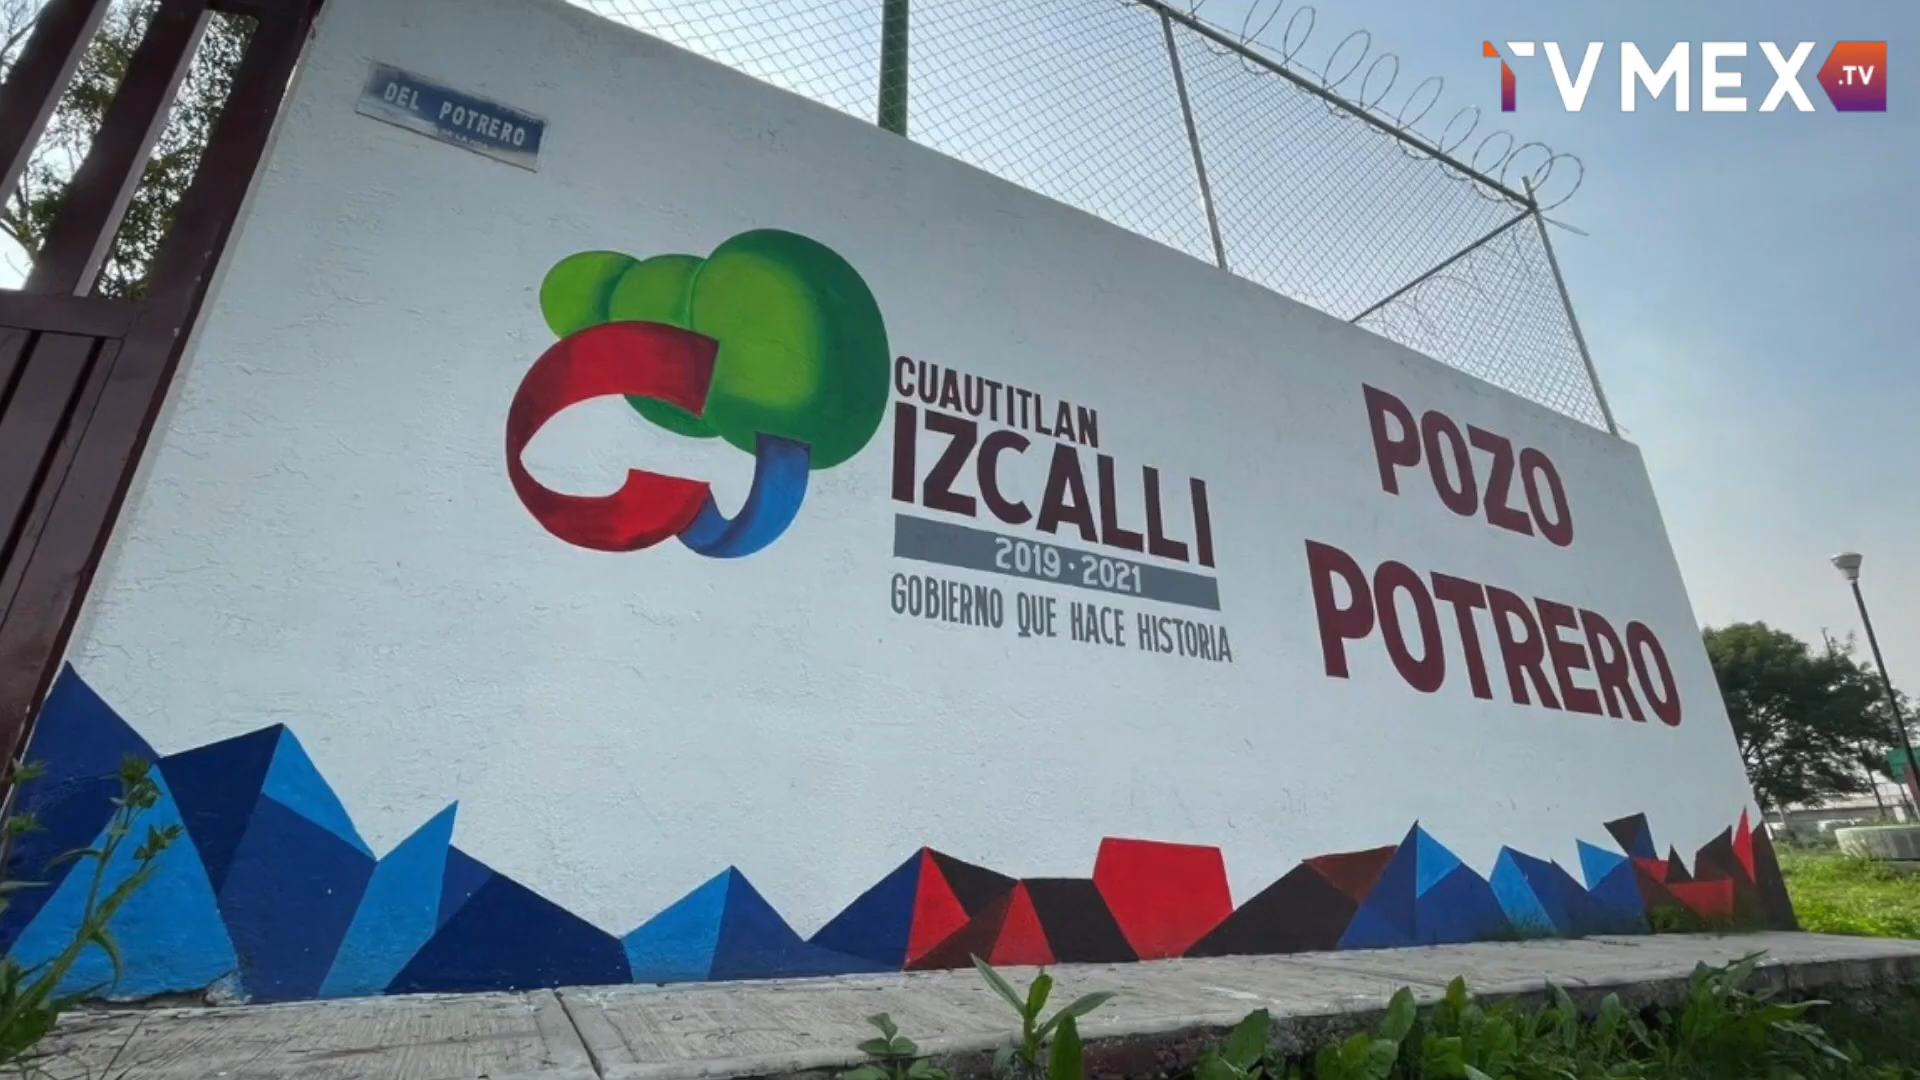 TVMEX .TV
DEL POTRERO
CUAUTITLAN
IZCALLI
2019 · 2021
GOBIERNO QUE HACE HISTORIA
POZO
POTRERO